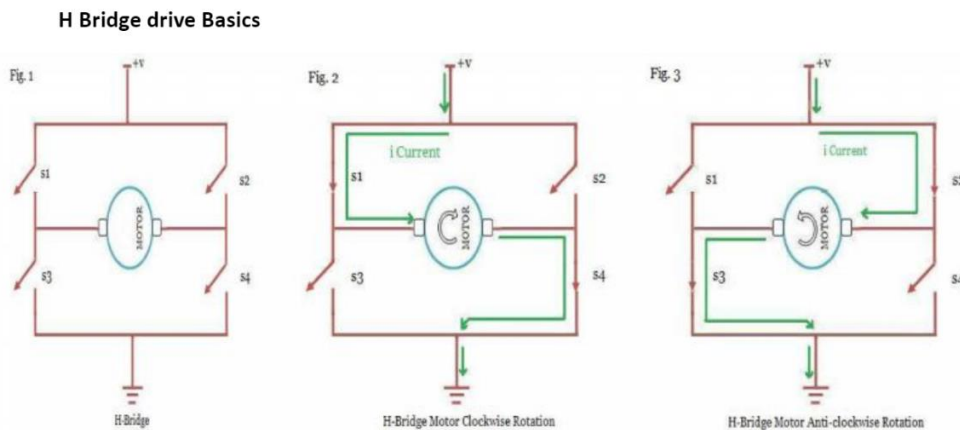 H Bridge drive Basics
Fig. 1
+V
S1
S2
MOTOR
S3
S4
H-Bridge
Fig. 2
+V
i Current
S1
S2
MOTOR
S3
S4
H-Bridge Motor Clockwise Rotation
Fig. 3
+V
i Current
S1
MOTOR
S3
H-Bridge Motor Anti-clockwise Rotation